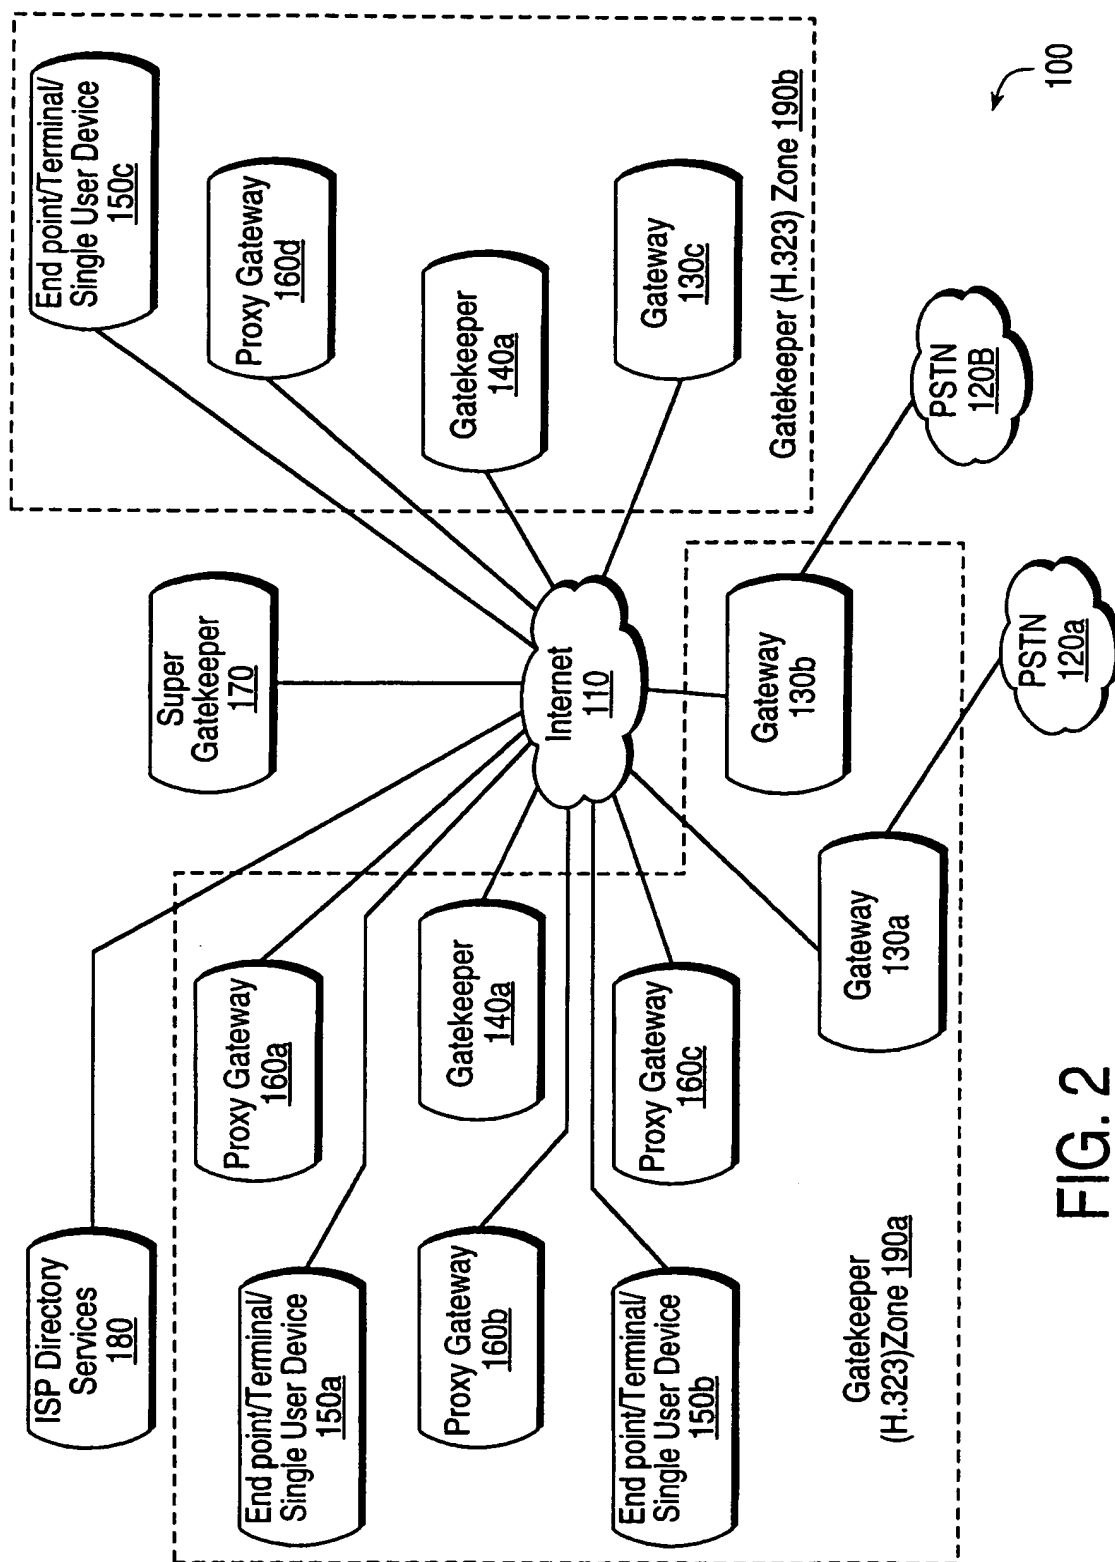 ISP Directory
Services
180
Super
Gatekeeper
170
End point/Terminal/
Single User Device
150c
Proxy Gateway
160a
Proxy Gateway
160d
End point/Terminal/
Single User Device
150a
Gatekeeper
140a
Gatekeeper
140a
Proxy Gateway
160b
Internet
110
Proxy Gateway
160c
Gateway
130c
End point/Terminal/
Single User Device
150b
Gateway
130b
Gatekeeper (H.323) Zone 190b
Gateway
130a
Gatekeeper
(H.323)Zone 190a
PSTN
120B
PSTN
120a
100
FIG. 2